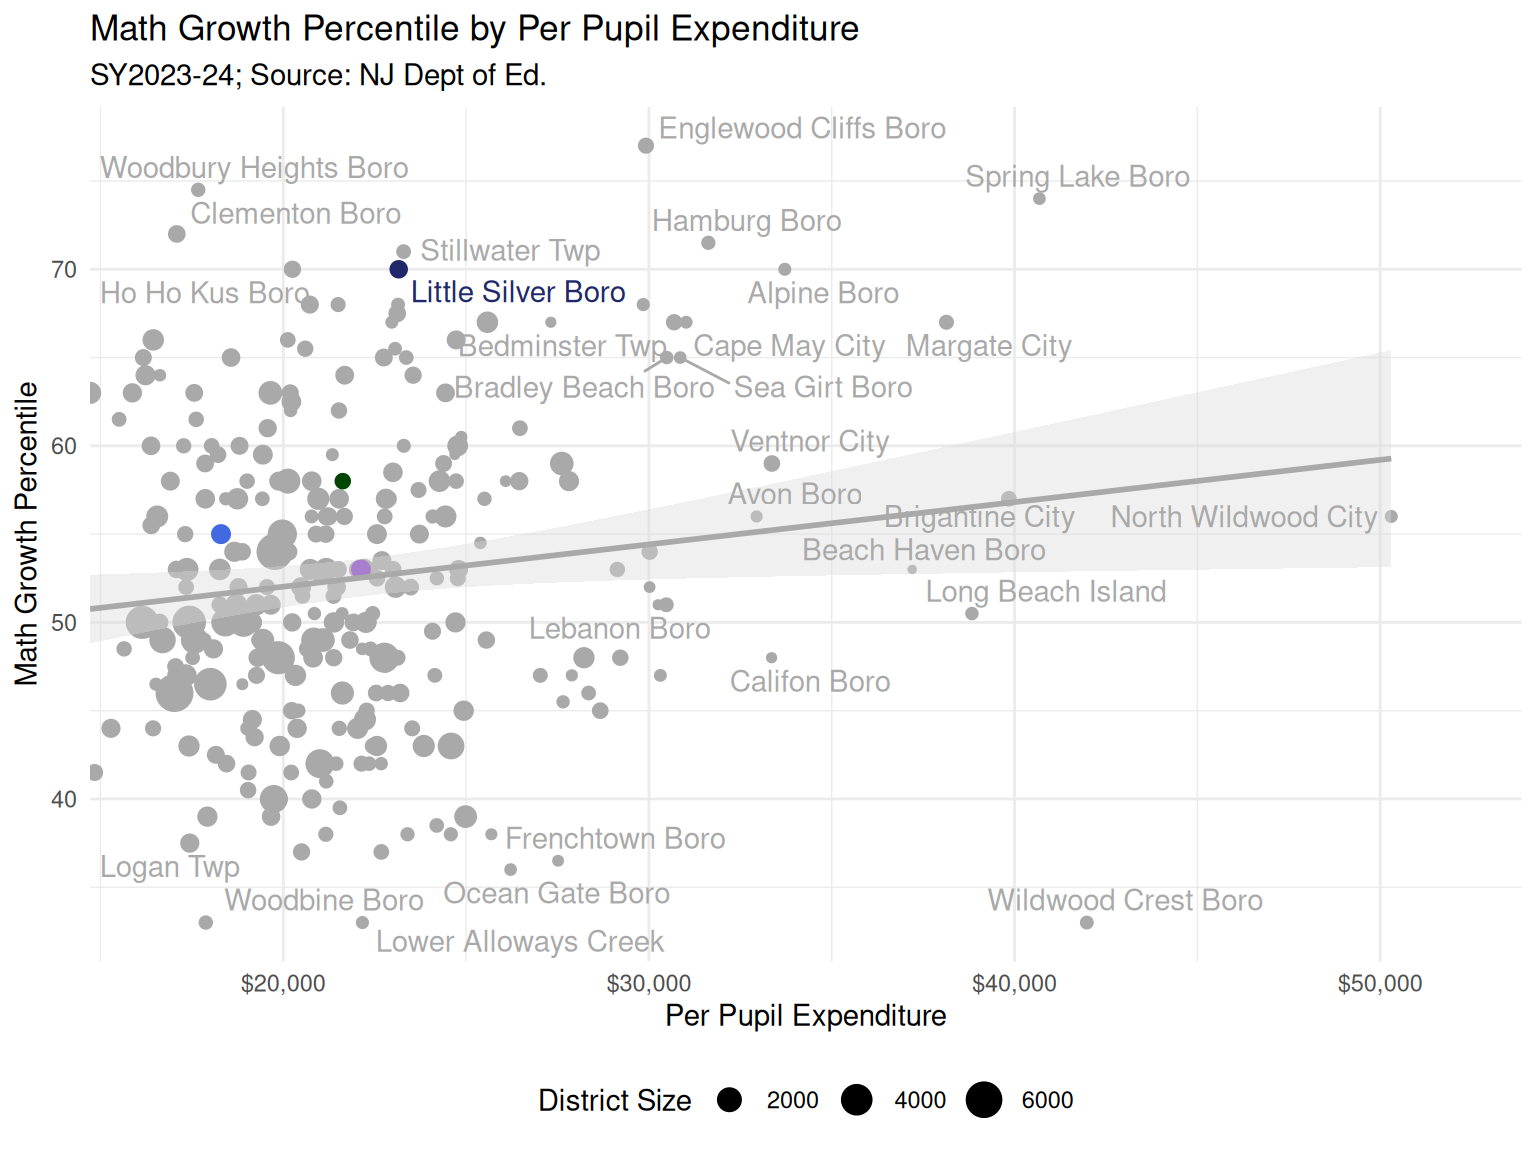 Math Growth Percentile by Per Pupil Expenditure
SY2023-24; Source: NJ Dept of Ed.
Englewood Cliffs Boro
Woodbury Heights Boro
Spring Lake Boro
Clementon Boro
Hamburg Boro
Stillwater Twp
70
Ho Ho Kus Boro
Little Silver Boro
Alpine Boro
Bedminster Twp
Cape May City
Margate City
Bradley Beach Boro
Sea Girt Boro
60
Ventnor City
Avon Boro
Brigantine City
North Wildwood City
Beach Haven Boro
Long Beach Island
50
Lebanon Boro
Califon Boro
40
Frenchtown Boro
Logan Twp
Ocean Gate Boro
Woodbine Boro
Wildwood Crest Boro
Lower Alloways Creek
Math Growth Percentile
$20,000
$30,000
$40,000
$50,000
Per Pupil Expenditure
District Size
2000
4000
6000